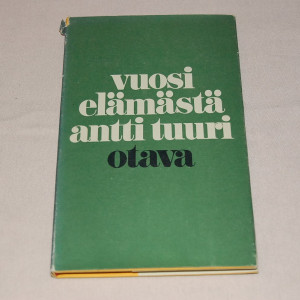 vuosi
elämästä
antti tuuri
otava